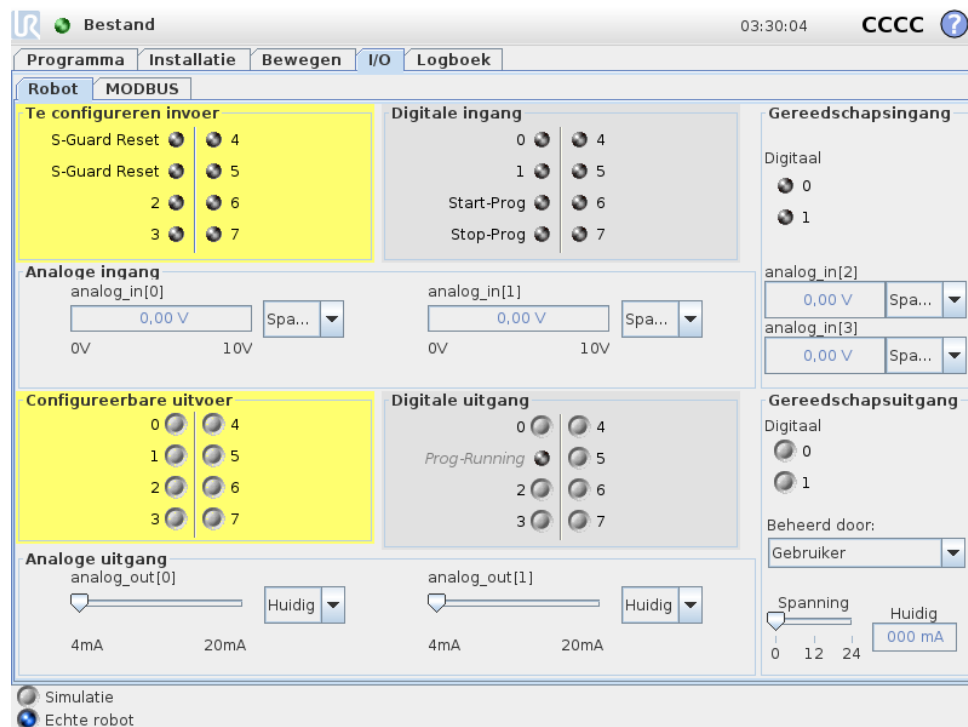 UR Bestand 03:30:04 CCCC ?
Programma Installatie Bewegen I/O Logboek
Robot MODBUS
Te configureren invoer
S-Guard Reset 4
S-Guard Reset 5
2 6
3 7
Digitale ingang
0 4
1 5
Start-Prog 6
Stop-Prog 7
Gereedschapsingang
Digitaal
0
1
Analoge ingang
analog_in[0]
0,00 V Spa...
0V 10V
analog_in[1]
0,00 V Spa...
0V 10V
analog_in[2]
0,00 V Spa...
analog_in[3]
0,00 V Spa...
Configureerbare uitvoer
0 4
1 5
2 6
3 7
Digitale uitgang
0 4
Prog-Running 5
2 6
3 7
Gereedschapsuitgang
Digitaal
0
1
Beheerd door:
Gebruiker
Analoge uitgang
analog_out[0]
Huidig
4mA 20mA
analog_out[1]
Huidig
4mA 20mA
Spanning
0 12 24
Huidig
000 mA
Simulatie
Echte robot